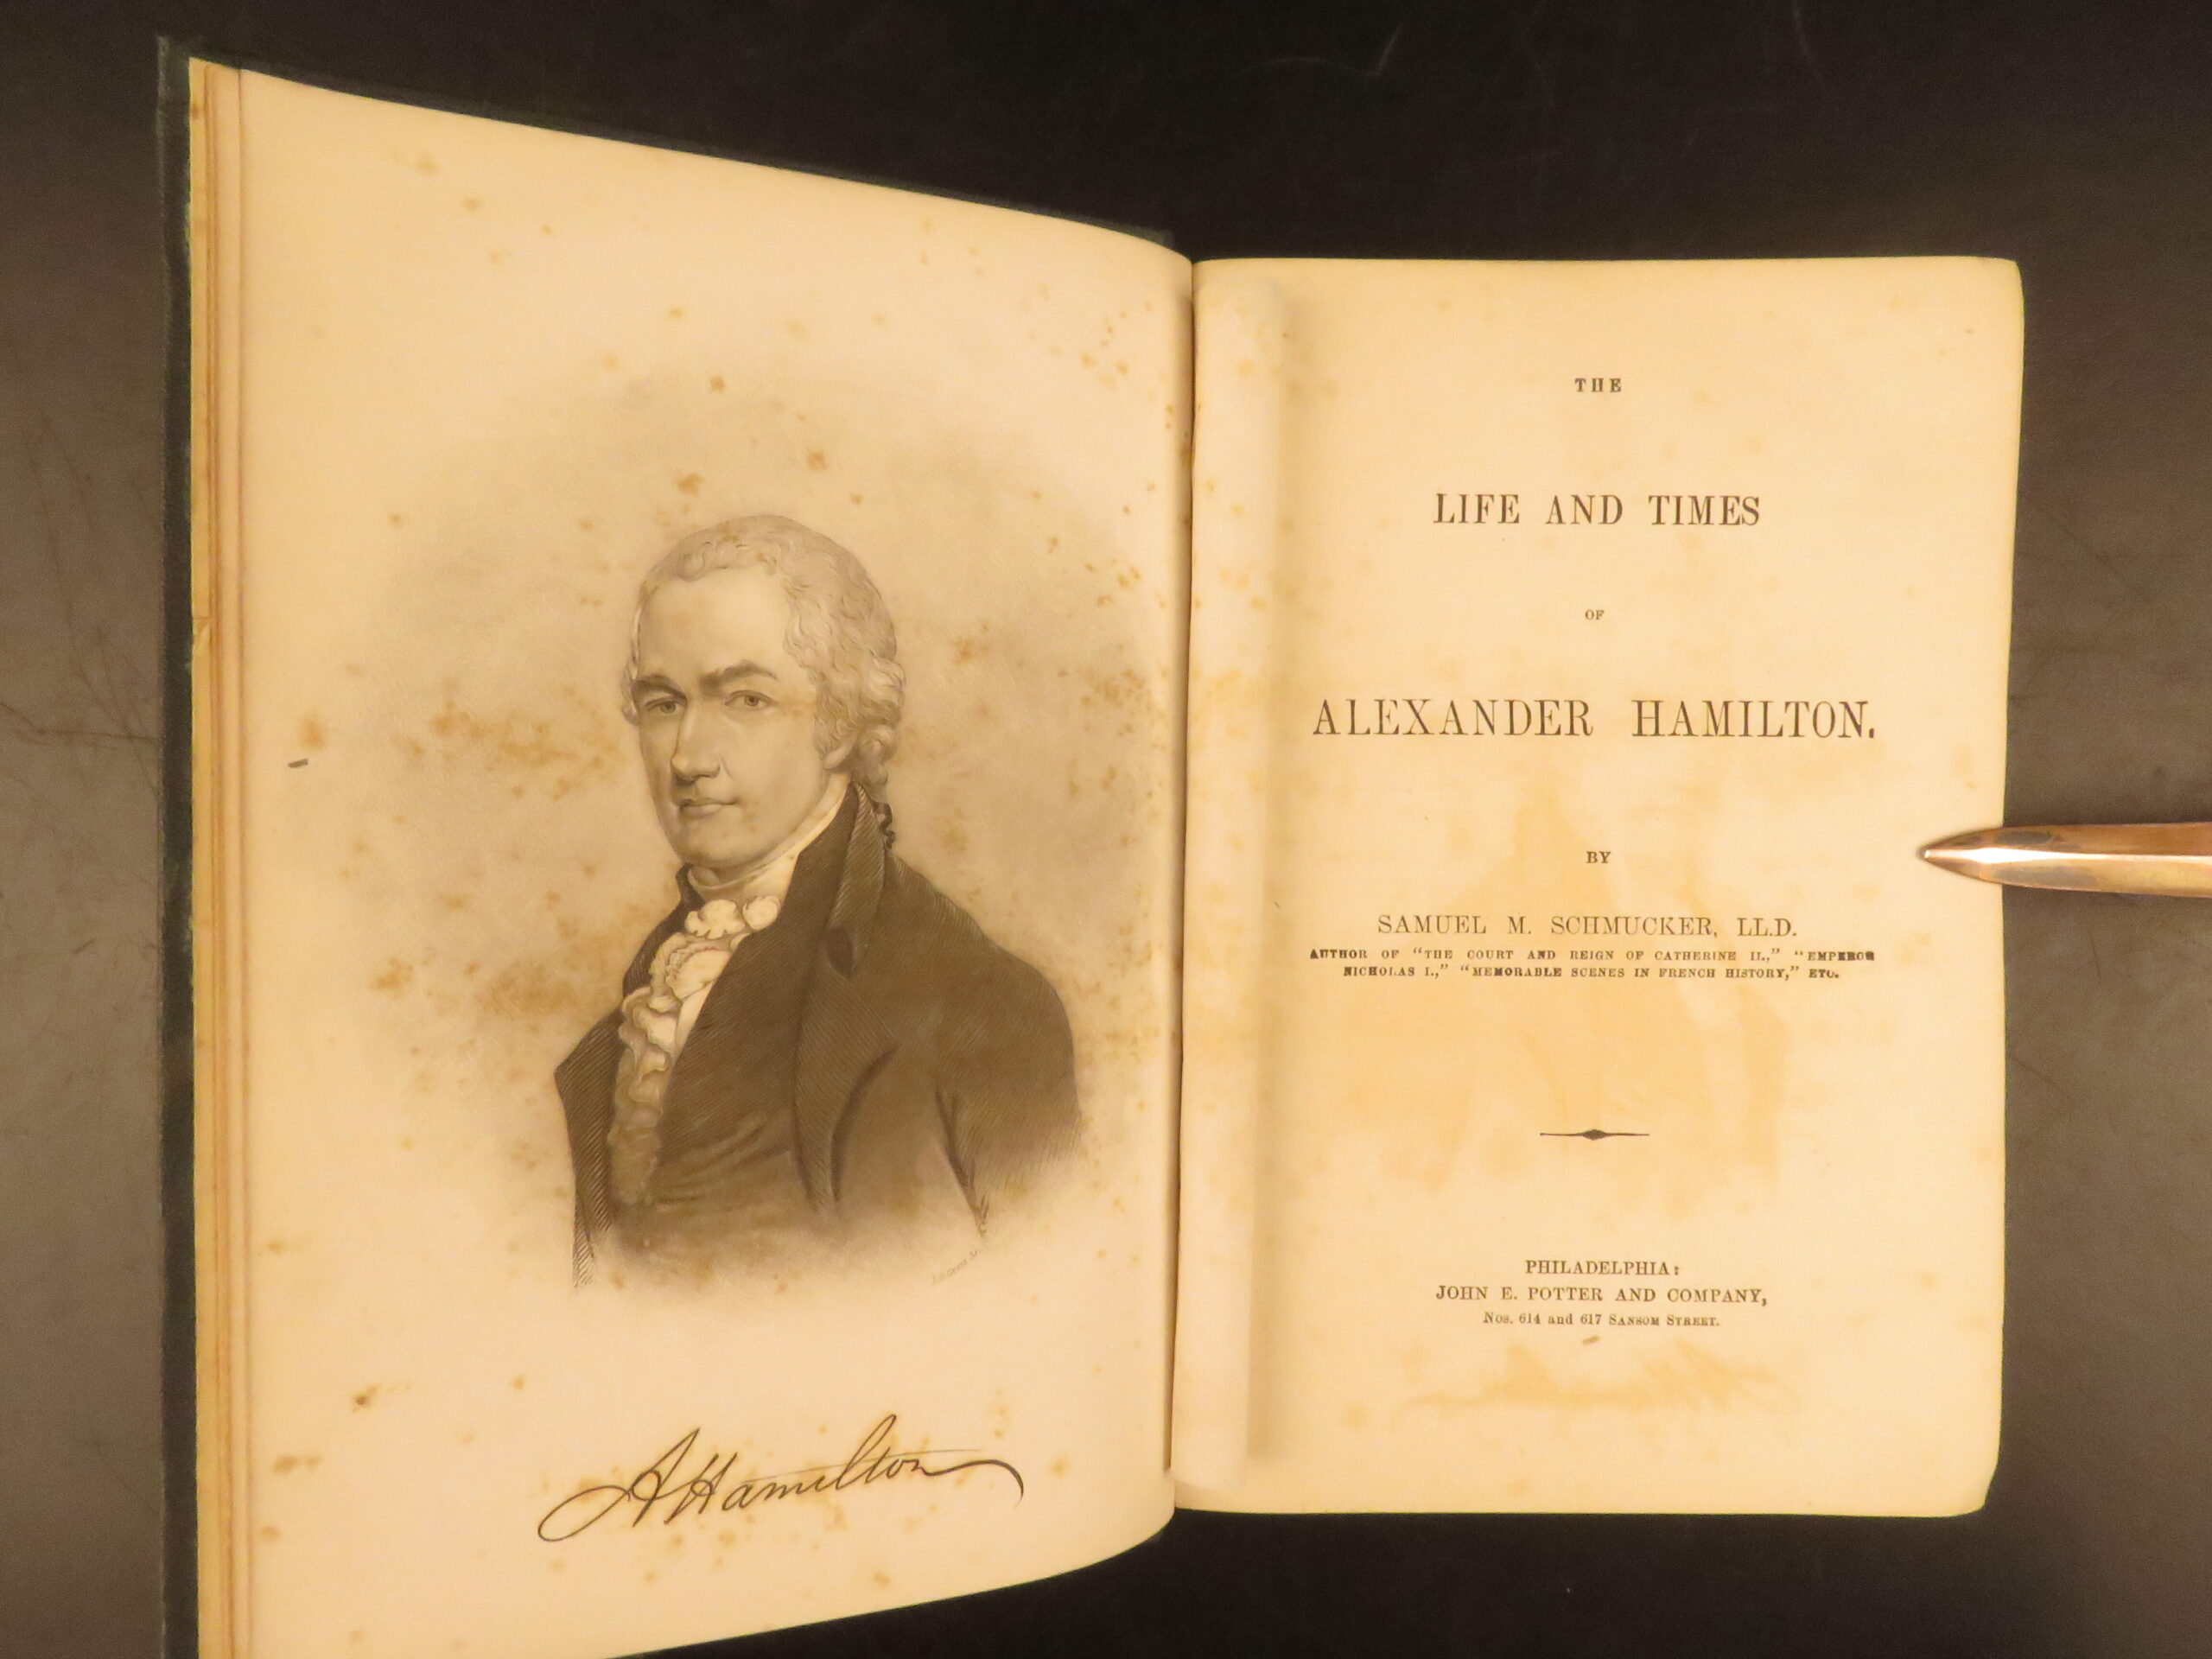 A Hamilton
THE
LIFE AND TIMES
OF
ALEXANDER HAMILTON.
BY
SAMUEL M. SCHMUCKER, LL.D.
AUTHOR OF "THE COURT AND REIGN OF CATHERINE II.," "EMPEROR
NICHOLAS I.," "MEMORABLE SCENES IN FRENCH HISTORY," ETC.
PHILADELPHIA:
JOHN E. POTTER AND COMPANY,
Nos. 614 and 617 SANSOM STREET.